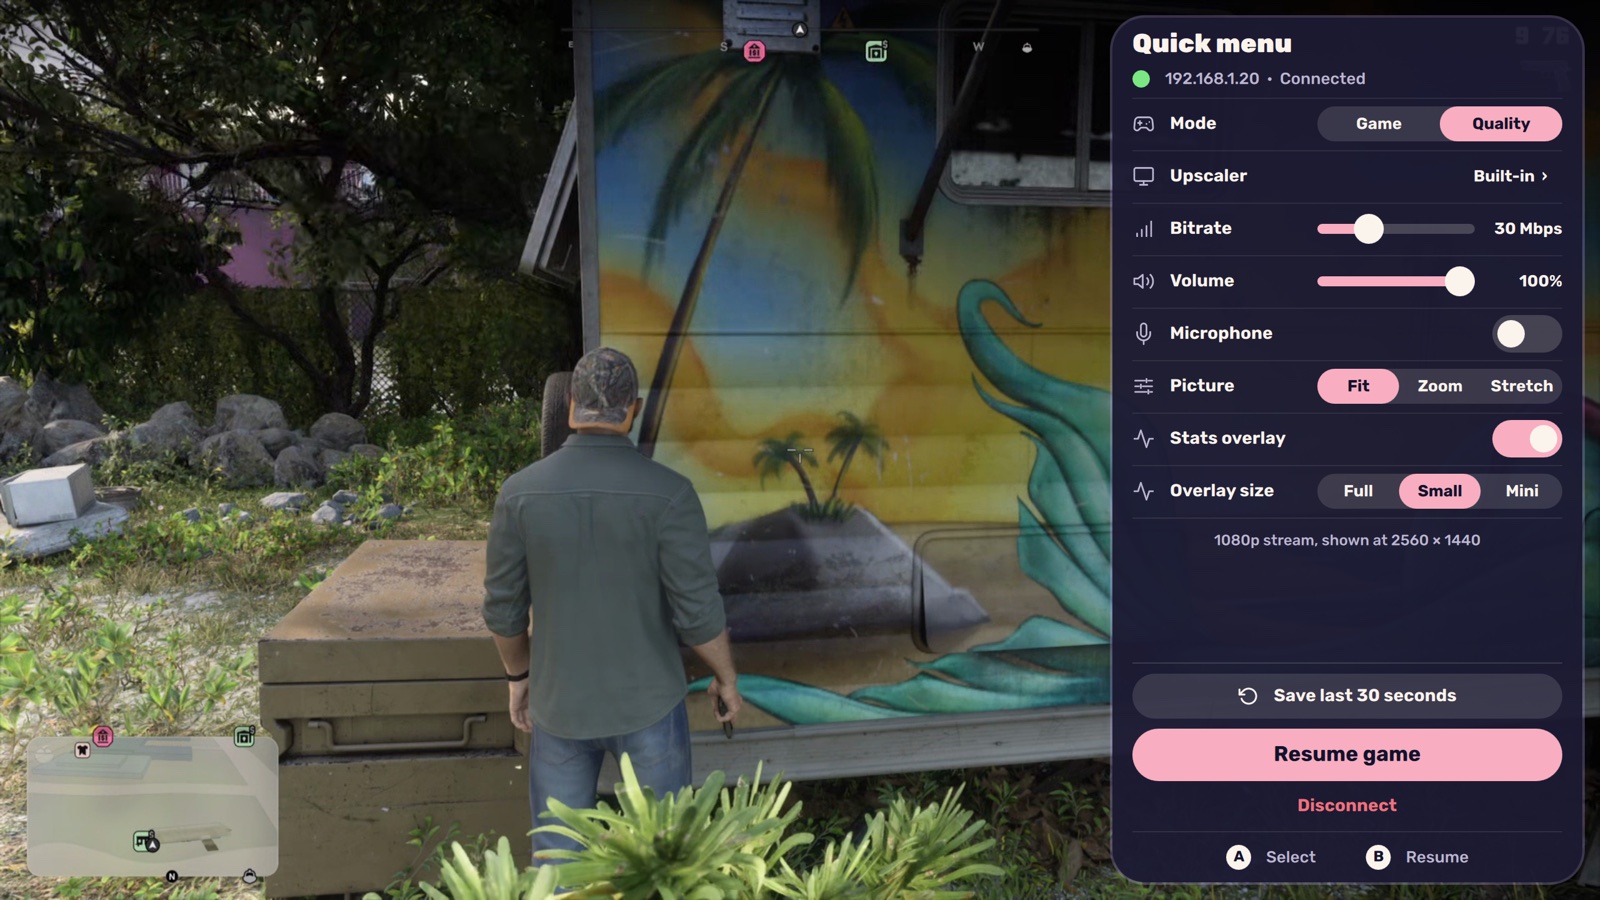 S
W
Quick menu
192.168.1.20 • Connected
Mode Game Quality
Upscaler Built-in ›
Bitrate 30 Mbps
Volume 100%
Microphone
Picture Fit Zoom Stretch
Stats overlay
Overlay size Full Small Mini
1080p stream, shown at 2560 × 1440
Save last 30 seconds
Resume game
Disconnect
A Select B Resume
N